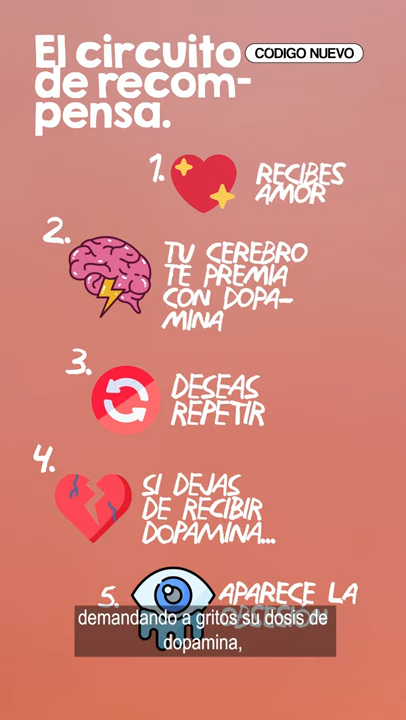 El circuito
CODIGO NUEVO
de recom-
pensa.
1.
RECIBES
AMOR
2.
TU CEREBRO
TE PREMIA
CON DOPA-
MINA
3.
DESEAS
REPETIR
4.
SI DEJAS
DE RECIBIR
DOPAMINA...
5.
APARECE LA
OBSESIÓN
demandando a gritos su dosis de
dopamina,